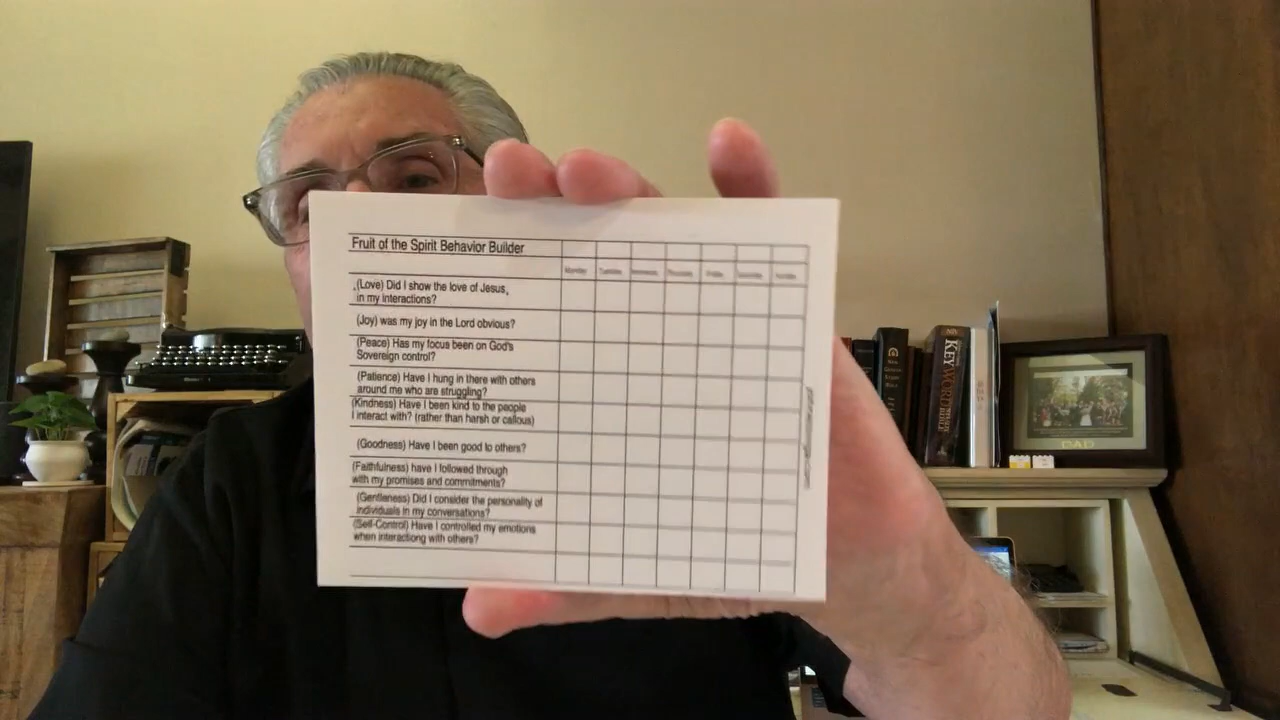 Fruit of the Spirit Behavior Builder
Monday Tuesday Wednesday Thursday Friday Saturday Sunday
(Love) Did I show the love of Jesus,
in my interactions?
(Joy) was my joy in the Lord obvious?
(Peace) Has my focus been on God's
Sovereign control?
(Patience) Have I hung in there with others
around me who are struggling?
(Kindness) Have I been kind to the people
I interact with? (rather than harsh or callous)
(Goodness) Have I been good to others?
(Faithfulness) have I followed through
with my promises and commitments?
(Gentleness) Did I consider the personality of
individuals in my conversations?
(Self-Control) Have I controlled my emotions
when interactiong with others?
KEY WORD
BIBLE
DAD